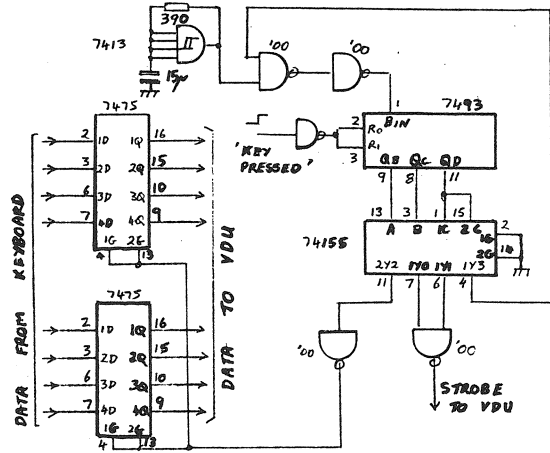 390
7413
15µ
'00
'00
1
7493
BIN
2
R0
R1
3
QB QC QD
9 8 11
'KEY PRESSED'
13 3 1 15
A B 1C 2C
74155
1G
2
2G
14
2Y2 1Y0 1Y1 1Y3
11 7 6 4
7475
2 1D 1Q 16
3 2D 2Q 15
6 3D 3Q 10
7 4D 4Q 9
1G 2G
4 13
7475
2 1D 1Q 16
3 2D 2Q 15
6 3D 3Q 10
7 4D 4Q 9
1G 2G
4 13
DATA FROM KEYBOARD
DATA TO VDU
'00
'00
STROBE
TO VDU